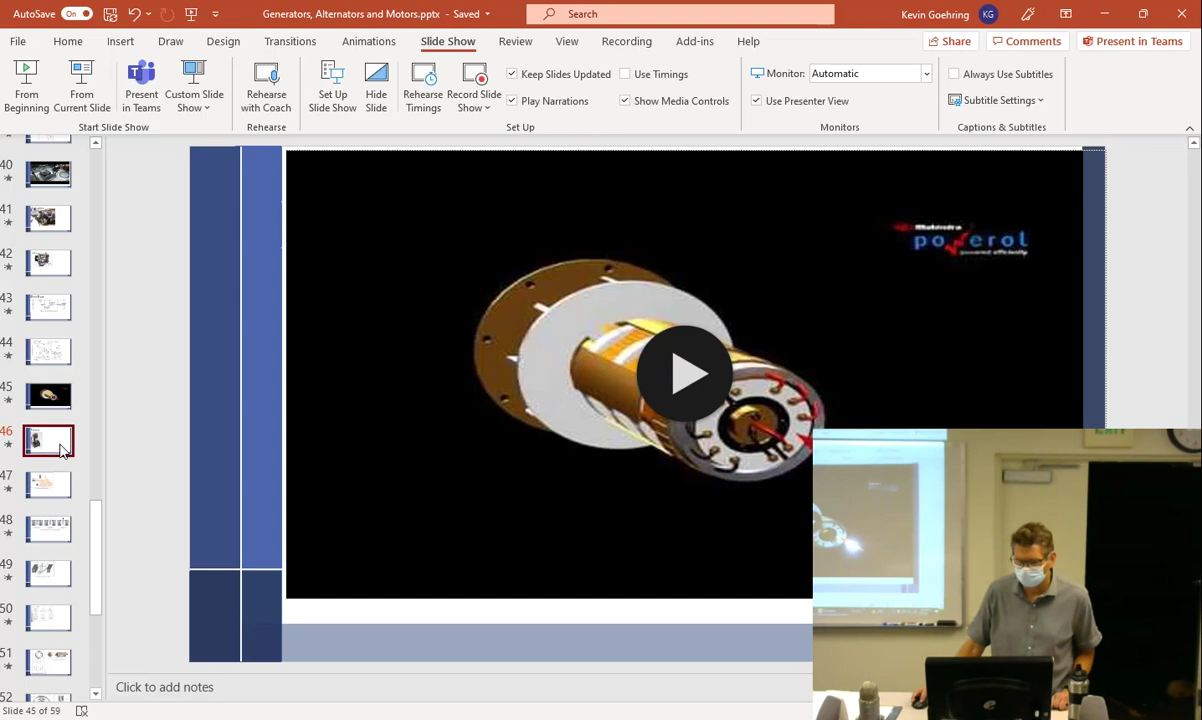 AutoSave On Generators, Alternators and Motors.pptx - Saved Search Kevin Goehring KG
File Home Insert Draw Design Transitions Animations Slide Show Review View Recording Add-ins Help Share Comments Present in Teams
From Beginning
From Current Slide
Present in Teams
Custom Slide Show
Start Slide Show
Rehearse with Coach
Rehearse
Set Up Slide Show
Hide Slide
Rehearse Timings
Record Slide Show
Keep Slides Updated
Use Timings
Play Narrations
Show Media Controls
Set Up
Monitor: Automatic
Use Presenter View
Monitors
Always Use Subtitles
Subtitle Settings
Captions & Subtitles
40
41
42
43
44
45
46
47
48
49
50
51
52
Mahindra
powerol
powered efficiently
EXIT
Click to add notes
Slide 45 of 59